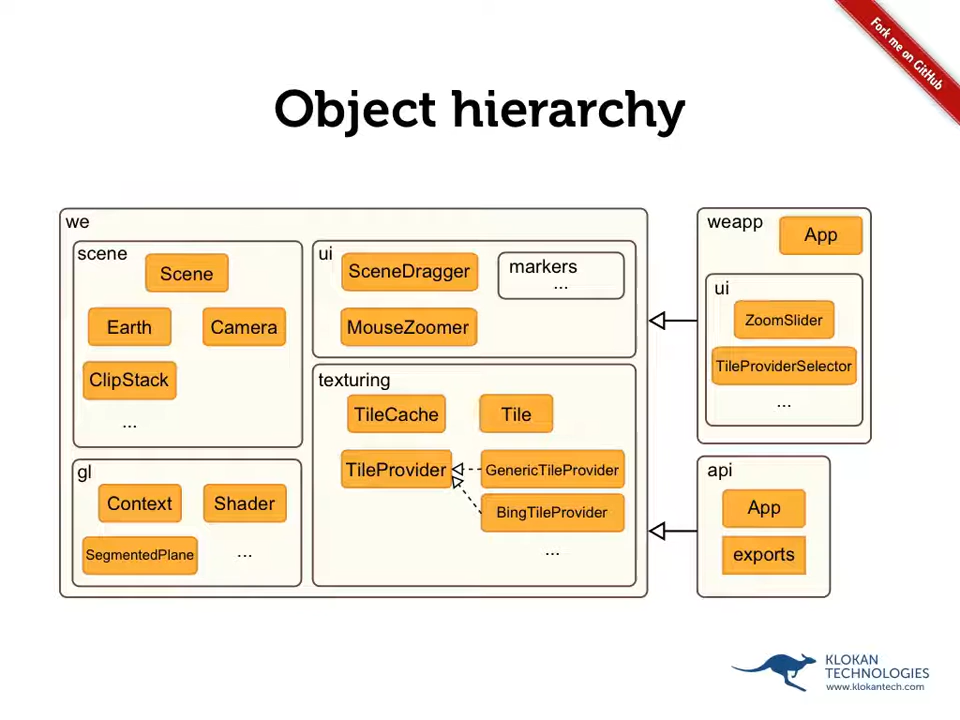 Fork me on GitHub
Object hierarchy
we
scene
Scene
Earth
Camera
ClipStack
...
gl
Context
Shader
SegmentedPlane
...
ui
SceneDragger
markers
...
MouseZoomer
texturing
TileCache
Tile
TileProvider
GenericTileProvider
BingTileProvider
...
weapp
App
ui
ZoomSlider
TileProviderSelector
...
api
App
exports
KLOKAN
TECHNOLOGIES
www.klokantech.com